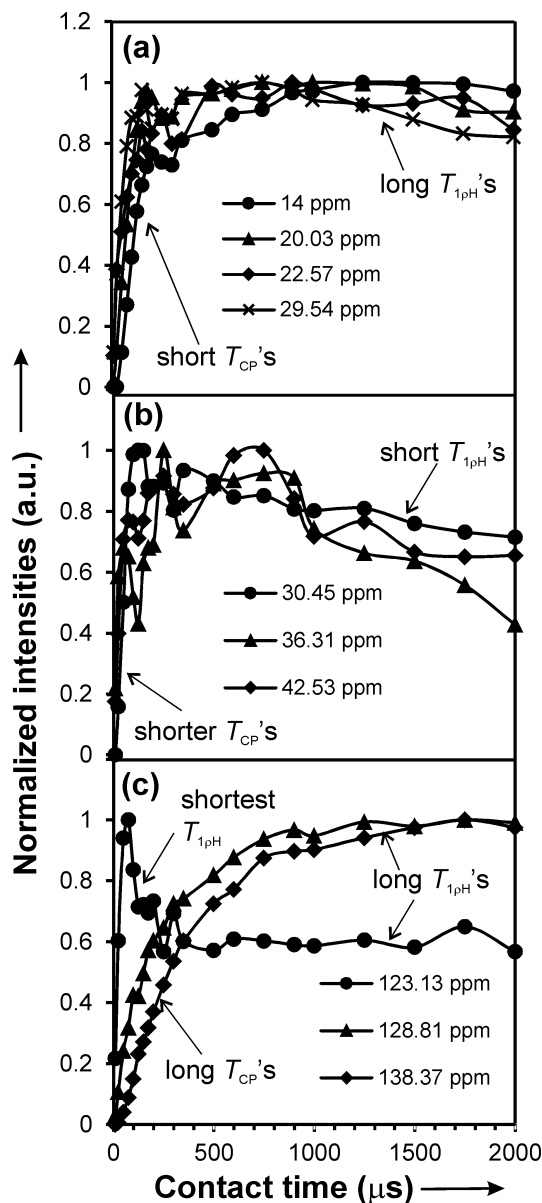 (a)
1
0.8
0.6
0.4
0.2
0
long T1ρH's
14 ppm
20.03 ppm
22.57 ppm
29.54 ppm
short TCP's
(b)
1
0.8
0.6
0.4
0.2
0
short T1ρH's
30.45 ppm
36.31 ppm
42.53 ppm
shorter TCP's
(c)
1
0.8
0.6
0.4
0.2
0
shortest
T1ρH
long T1ρH's
123.13 ppm
128.81 ppm
138.37 ppm
long TCP's
0 500 1000 1500 2000
Contact time (μs)
Normalized intensities (a.u.)